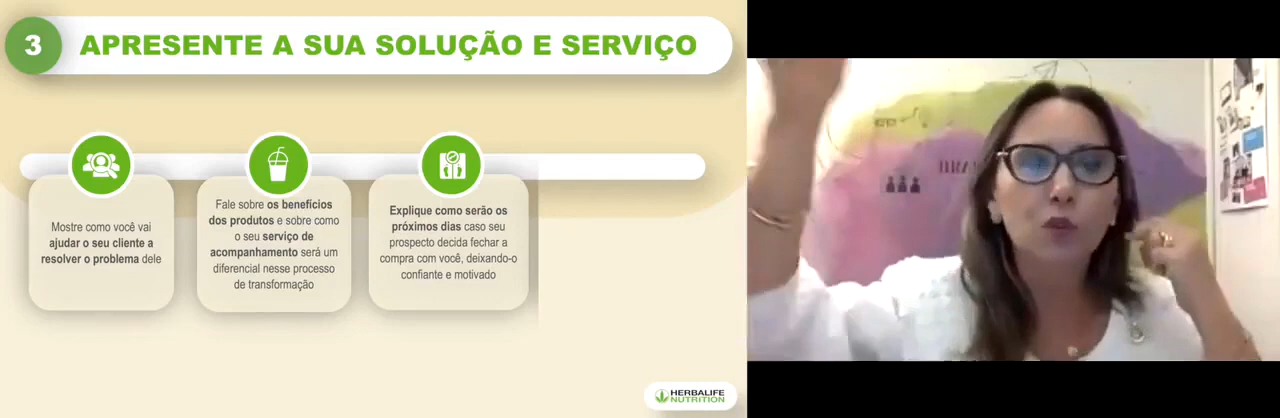 3
APRESENTE A SUA SOLUÇÃO E SERVIÇO
Mostre como você vai
ajudar o seu cliente a
resolver o problema dele
Fale sobre os benefícios
dos produtos e sobre como
o seu serviço de
acompanhamento será um
diferencial nesse processo
de transformação
Explique como serão os
próximos dias caso seu
prospecto decida fechar a
compra com você, deixando-o
confiante e motivado
HERBALIFE
NUTRITION